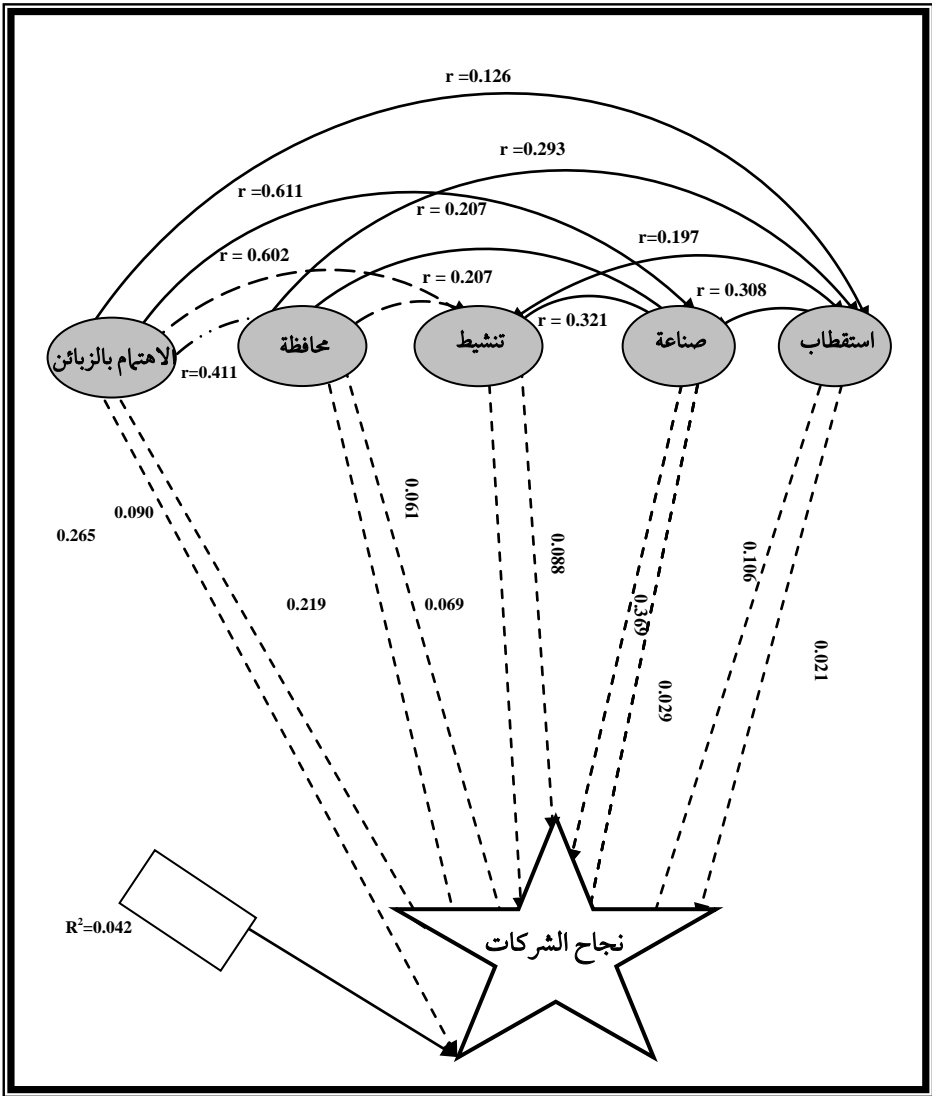 r =0.126
r =0.293
r =0.611
r = 0.207
r=0.197
r = 0.602
r = 0.207
r = 0.308
r = 0.321
استقطاب
صناعة
تنشيط
محافظة
الاهتمام بالزبائن
r=0.411
0.061
0.090
0.265
0.088
0.106
0.219
0.069
0.369
0.021
0.029
R²=0.042
نجاح الشركات